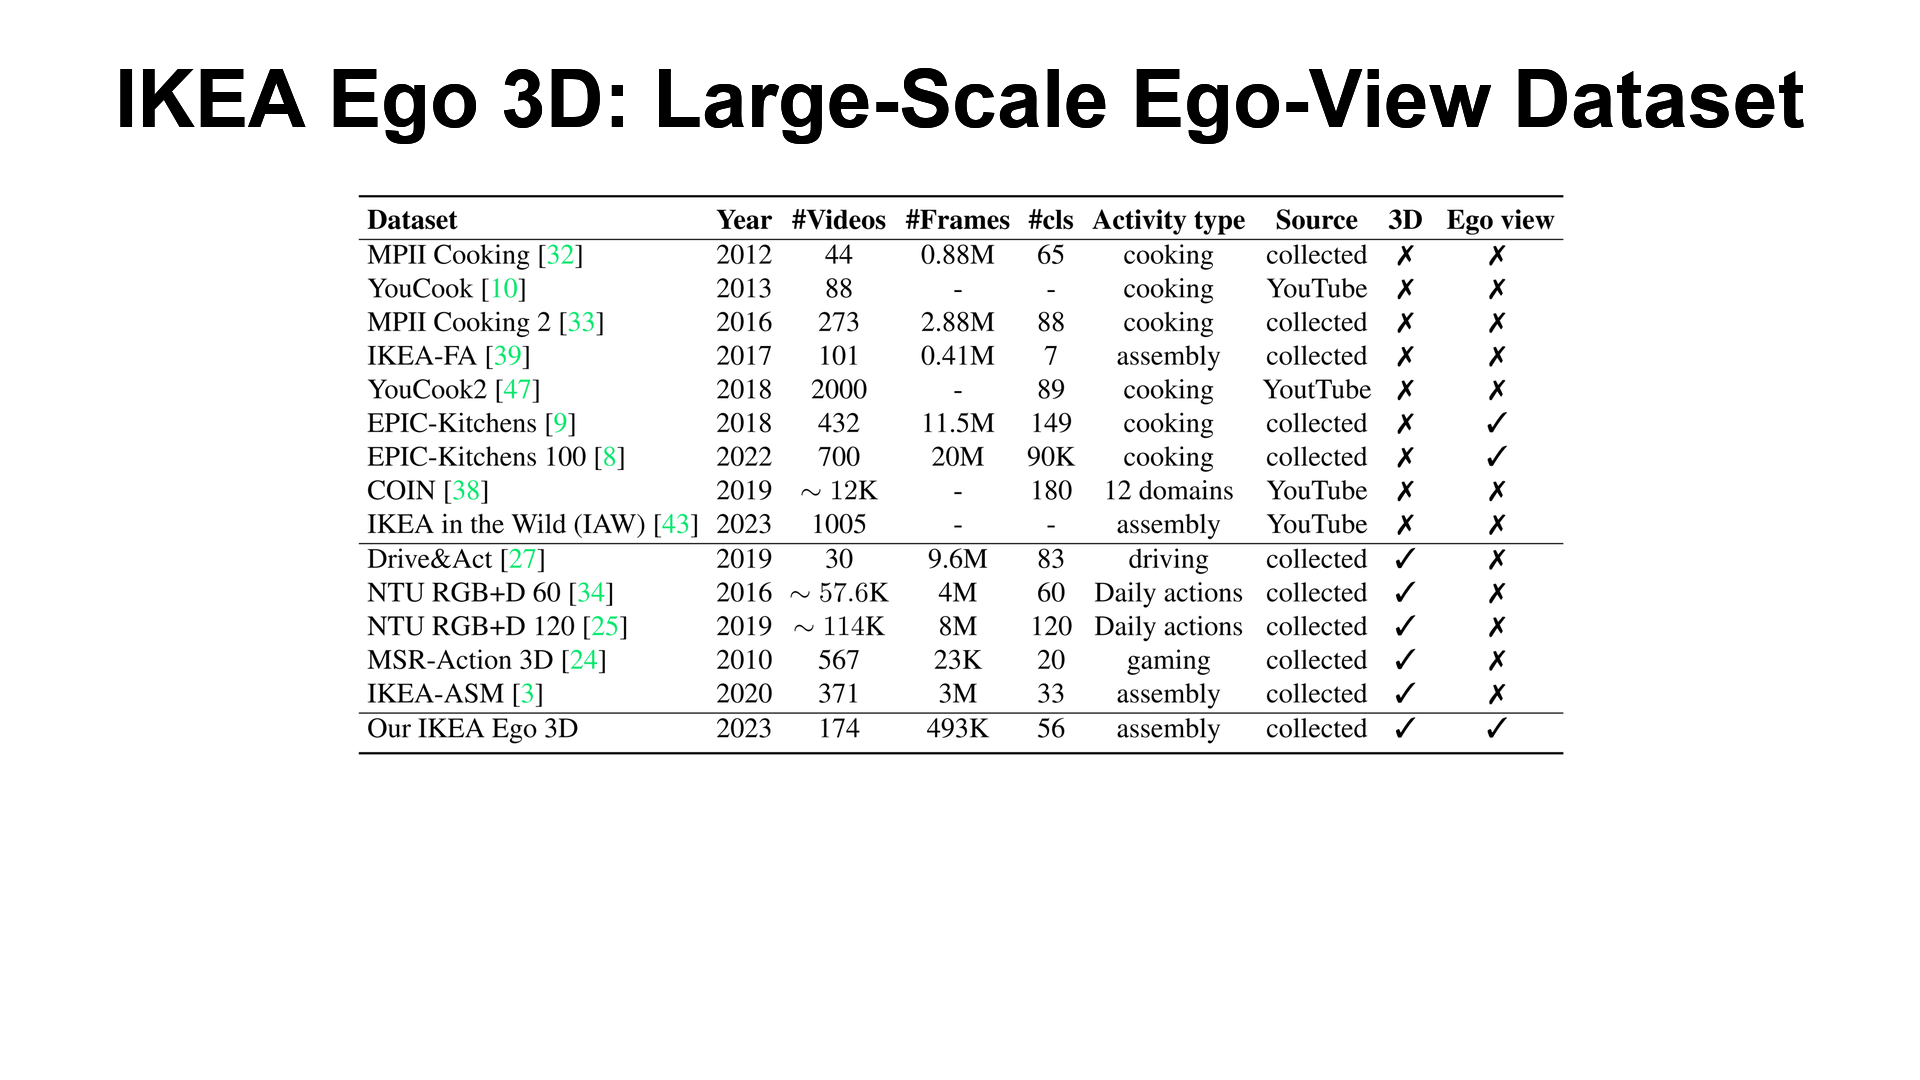 IKEA Ego 3D: Large-Scale Ego-View Dataset
Dataset Year #Videos #Frames #cls Activity type Source 3D Ego view
MPII Cooking [32] 2012 44 0.88M 65 cooking collected ✗ ✗
YouCook [10] 2013 88 - - cooking YouTube ✗ ✗
MPII Cooking 2 [33] 2016 273 2.88M 88 cooking collected ✗ ✗
IKEA-FA [39] 2017 101 0.41M 7 assembly collected ✗ ✗
YouCook2 [47] 2018 2000 - 89 cooking YoutTube ✗ ✗
EPIC-Kitchens [9] 2018 432 11.5M 149 cooking collected ✗ ✓
EPIC-Kitchens 100 [8] 2022 700 20M 90K cooking collected ✗ ✓
COIN [38] 2019 ~ 12K - 180 12 domains YouTube ✗ ✗
IKEA in the Wild (IAW) [43] 2023 1005 - - assembly YouTube ✗ ✗
Drive&Act [27] 2019 30 9.6M 83 driving collected ✓ ✗
NTU RGB+D 60 [34] 2016 ~ 57.6K 4M 60 Daily actions collected ✓ ✗
NTU RGB+D 120 [25] 2019 ~ 114K 8M 120 Daily actions collected ✓ ✗
MSR-Action 3D [24] 2010 567 23K 20 gaming collected ✓ ✗
IKEA-ASM [3] 2020 371 3M 33 assembly collected ✓ ✗
Our IKEA Ego 3D 2023 174 493K 56 assembly collected ✓ ✓